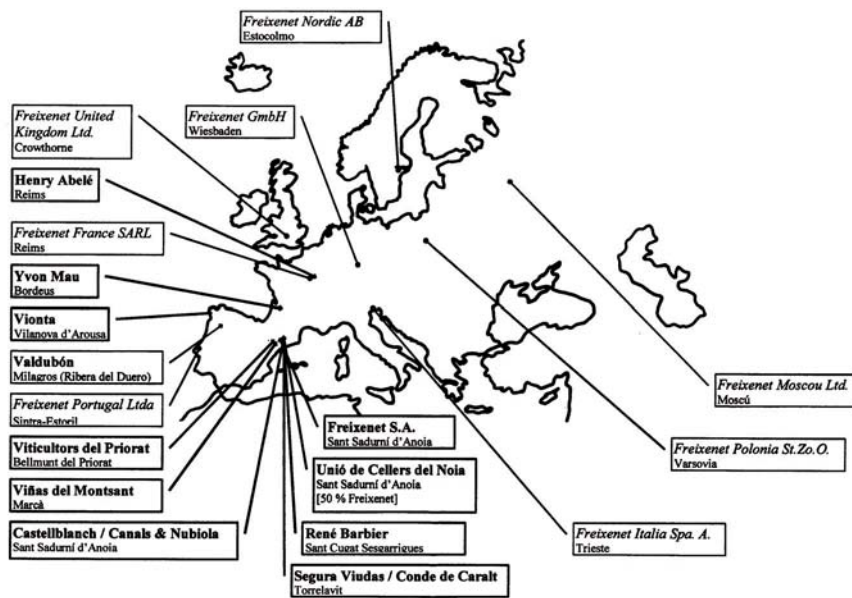 Freixenet Nordic AB
Estocolmo
Freixenet United
Kingdom Ltd.
Crowthorne
Freixenet GmbH
Wiesbaden
Henry Abelé
Reims
Freixenet France SARL
Reims
Yvon Mau
Bordeus
Vionta
Vilanova d'Arousa
Valdubón
Milagros (Ribera del Duero)
Freixenet Portugal Ltda
Sintra-Estoril
Viticultors del Priorat
Bellmunt del Priorat
Viñas del Montsant
Marcà
Castellblanch / Canals & Nubiola
Sant Sadurní d'Anoia
Freixenet S.A.
Sant Sadurní d'Anoia
Unió de Cellers del Noia
Sant Sadurní d'Anoia
[50 % Freixenet]
René Barbier
Sant Cugat Sesgarrigues
Segura Viudas / Conde de Caralt
Torrelavit
Freixenet Moscou Ltd.
Moscú
Freixenet Polonia St.Zo.O.
Varsovia
Freixenet Italia Spa. A.
Trieste